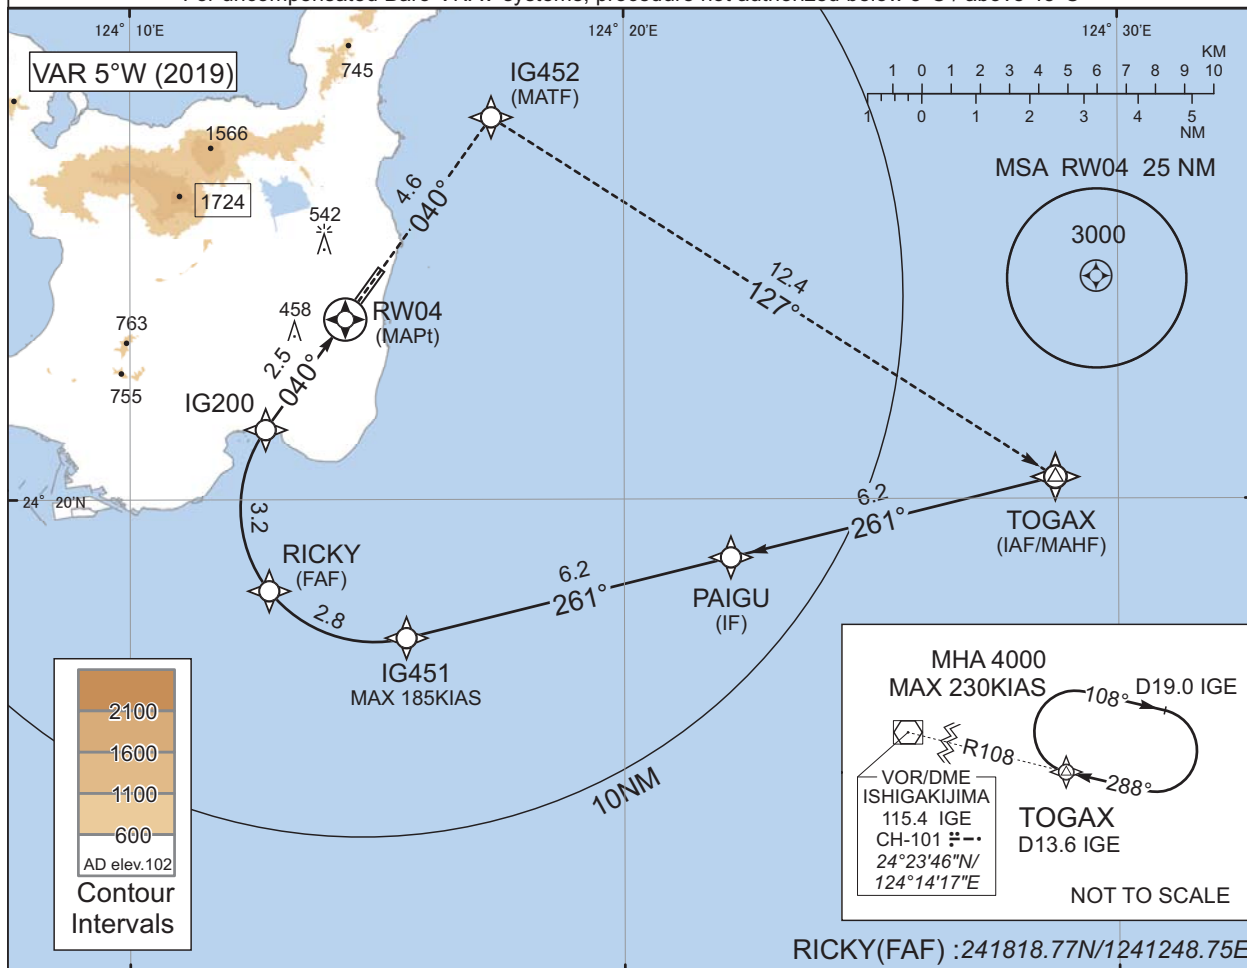 124° 10'E
124° 20'E
124° 30'E
VAR 5°W (2019)
745
IG452
(MATF)
KM
1 0 1 2 3 4 5 6 7 8 9 10
1 0 1 2 3 4 5
NM
1566
1724
542
4.6
040°
MSA RW04 25 NM
3000
12.4
127°
763
755
458
RW04
(MAPt)
2.5
040°
IG200
24° 20'N
3.2
RICKY
(FAF)
2.8
IG451
MAX 185KIAS
6.2
261°
PAIGU
(IF)
6.2
261°
TOGAX
(IAF/MAHF)
10NM
2100
1600
1100
600
AD elev.102
Contour
Intervals
MHA 4000
MAX 230KIAS
108°
D19.0 IGE
R108
288°
VOR/DME
ISHIGAKIJIMA
115.4 IGE
CH-101
24°23'46"N/
124°14'17"E
TOGAX
D13.6 IGE
NOT TO SCALE
RICKY(FAF) :241818.77N/1241248.75E